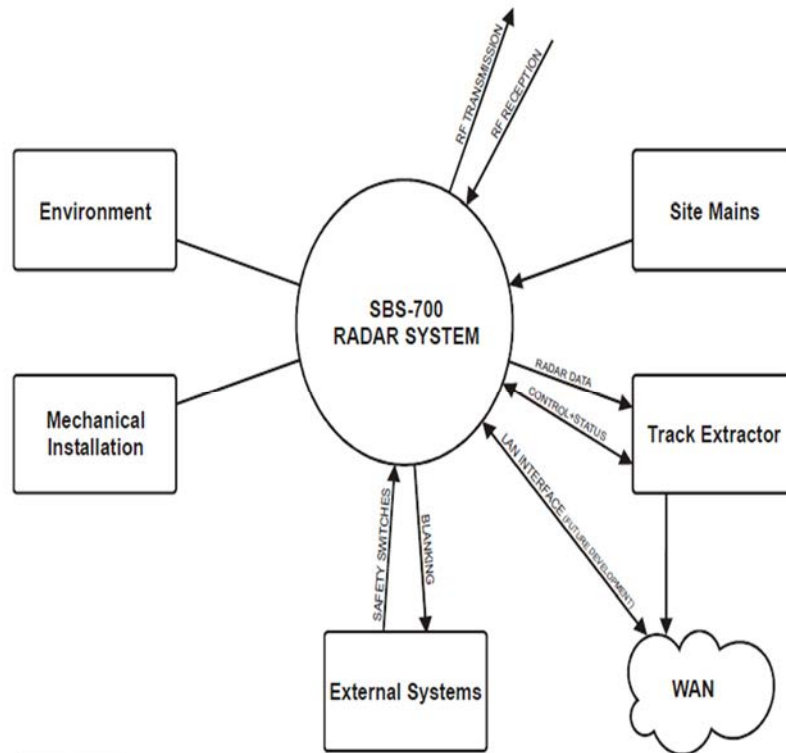 RF TRANSMISSION
RF RECEPTION
Environment
Site Mains
SBS-700
RADAR SYSTEM
RADAR DATA
CONTROL+STATUS
Mechanical
Installation
Track Extractor
LAN INTERFACE (FUTURE DEVELOPMENT)
SAFETY SWITCHES
BLANKING
External Systems
WAN